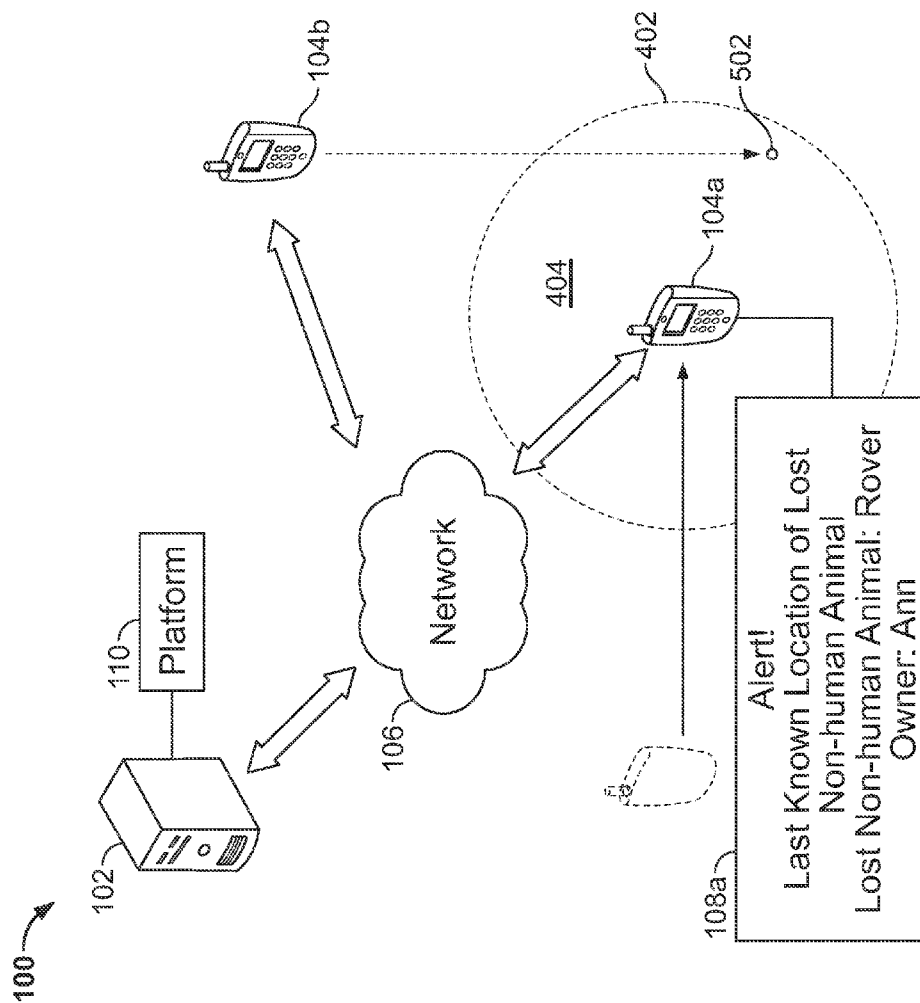 100
102
110
Platform
106
Network
104b
402
502
404
104a
108a
Alert!
Last Known Location of Lost
Non-human Animal
Lost Non-human Animal: Rover
Owner: Ann